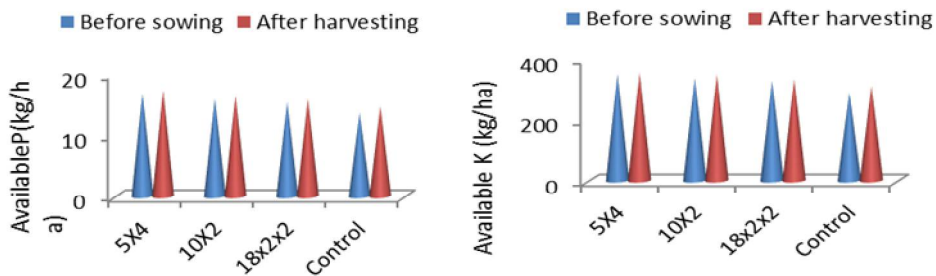 Before sowing After harvesting
AvailableP(kg/h
a)
20
10
0
5X4
10X2
18x2x2
Control
Before sowing After harvesting
Available K (kg/ha)
400
200
0
5X4
10X2
18x2x2
Control